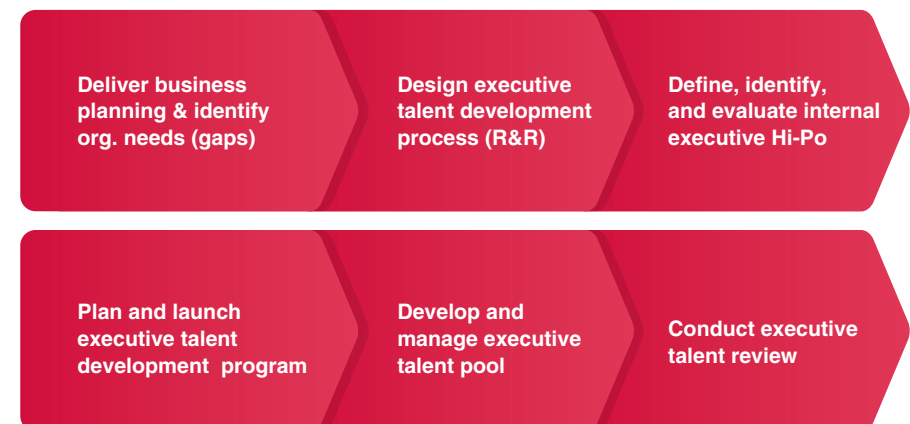 Deliver business
planning & identify
org. needs (gaps)
Design executive
talent development
process (R&R)
Define, identify,
and evaluate internal
executive Hi-Po
Plan and launch
executive talent
development  program
Develop and
manage executive
talent pool
Conduct executive
talent review